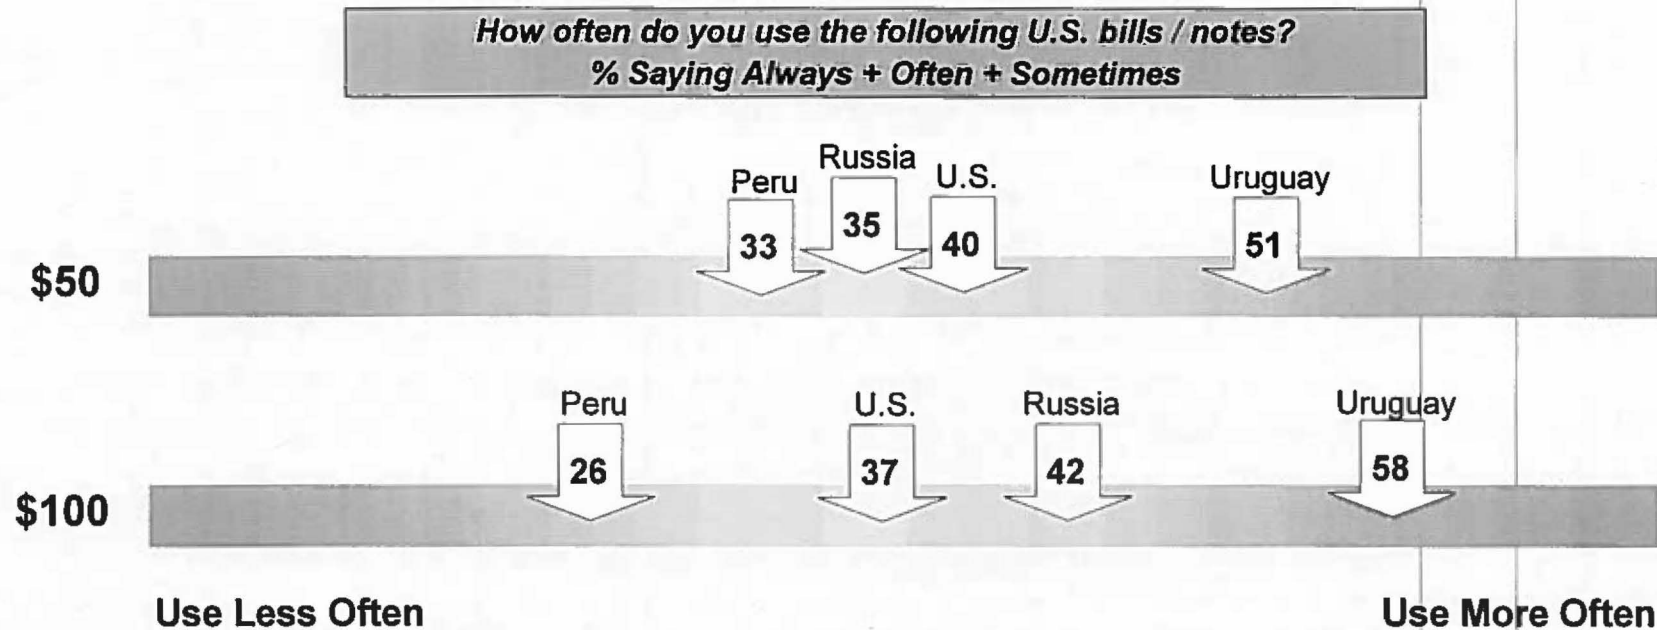 How often do you use the following U.S. bills / notes?
% Saying Always + Often + Sometimes
Peru
Russia
U.S.
Uruguay
33
35
40
51
$50
Peru
U.S.
Russia
Uruguay
26
37
42
58
$100
Use Less Often
Use More Often